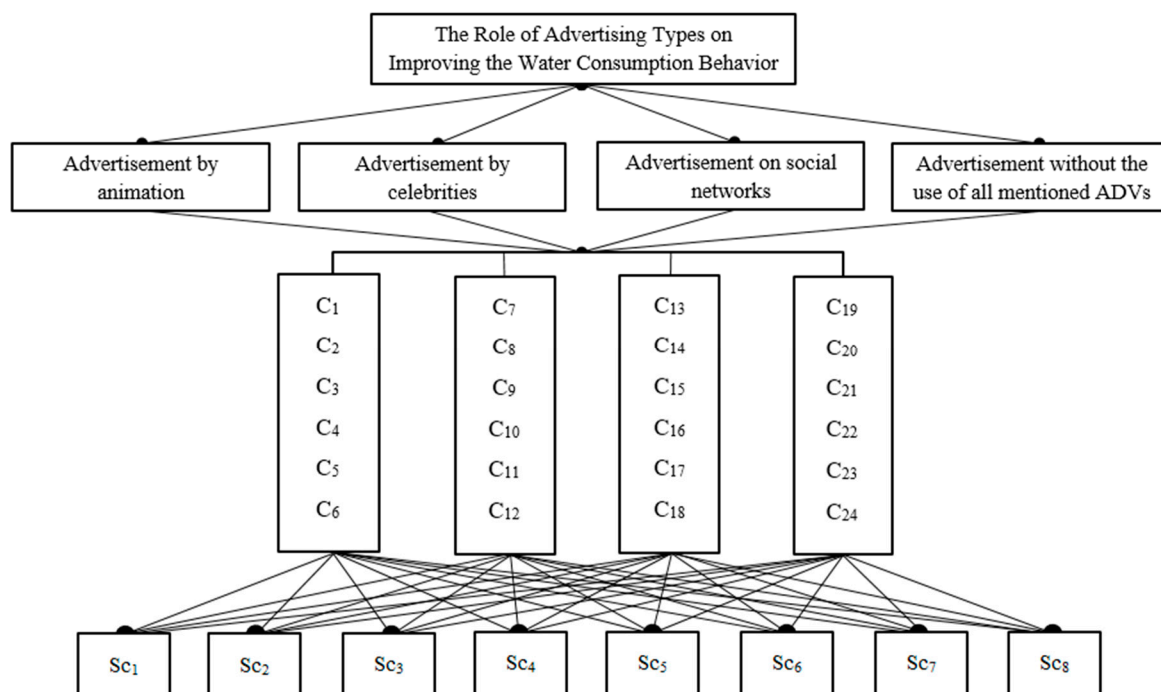 The Role of Advertising Types on
Improving the Water Consumption Behavior
Advertisement by
animation
Advertisement by
celebrities
Advertisement on social
networks
Advertisement without the
use of all mentioned ADVs
C1
C2
C3
C4
C5
C6
C7
C8
C9
C10
C11
C12
C13
C14
C15
C16
C17
C18
C19
C20
C21
C22
C23
C24
Sc1
Sc2
Sc3
Sc4
Sc5
Sc6
Sc7
Sc8